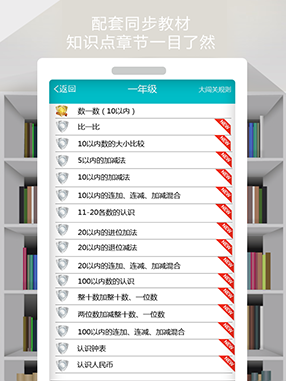 配套同步教材
知识点章节一目了然
<返回 一年级 大闯关规则
数一数（10以内）
比一比
10以内数的大小比较
5以内的加减法
10以内的加减法
10以内的连加、连减、加减混合
11-20各数的认识
20以内的进位加法
20以内的退位减法
20以内的连加、连减、加减混合
100以内数的认识
整十数加整十数、一位数
两位数加减整十数、一位数
100以内的连加、连减、加减混合
认识钟表
认识人民币